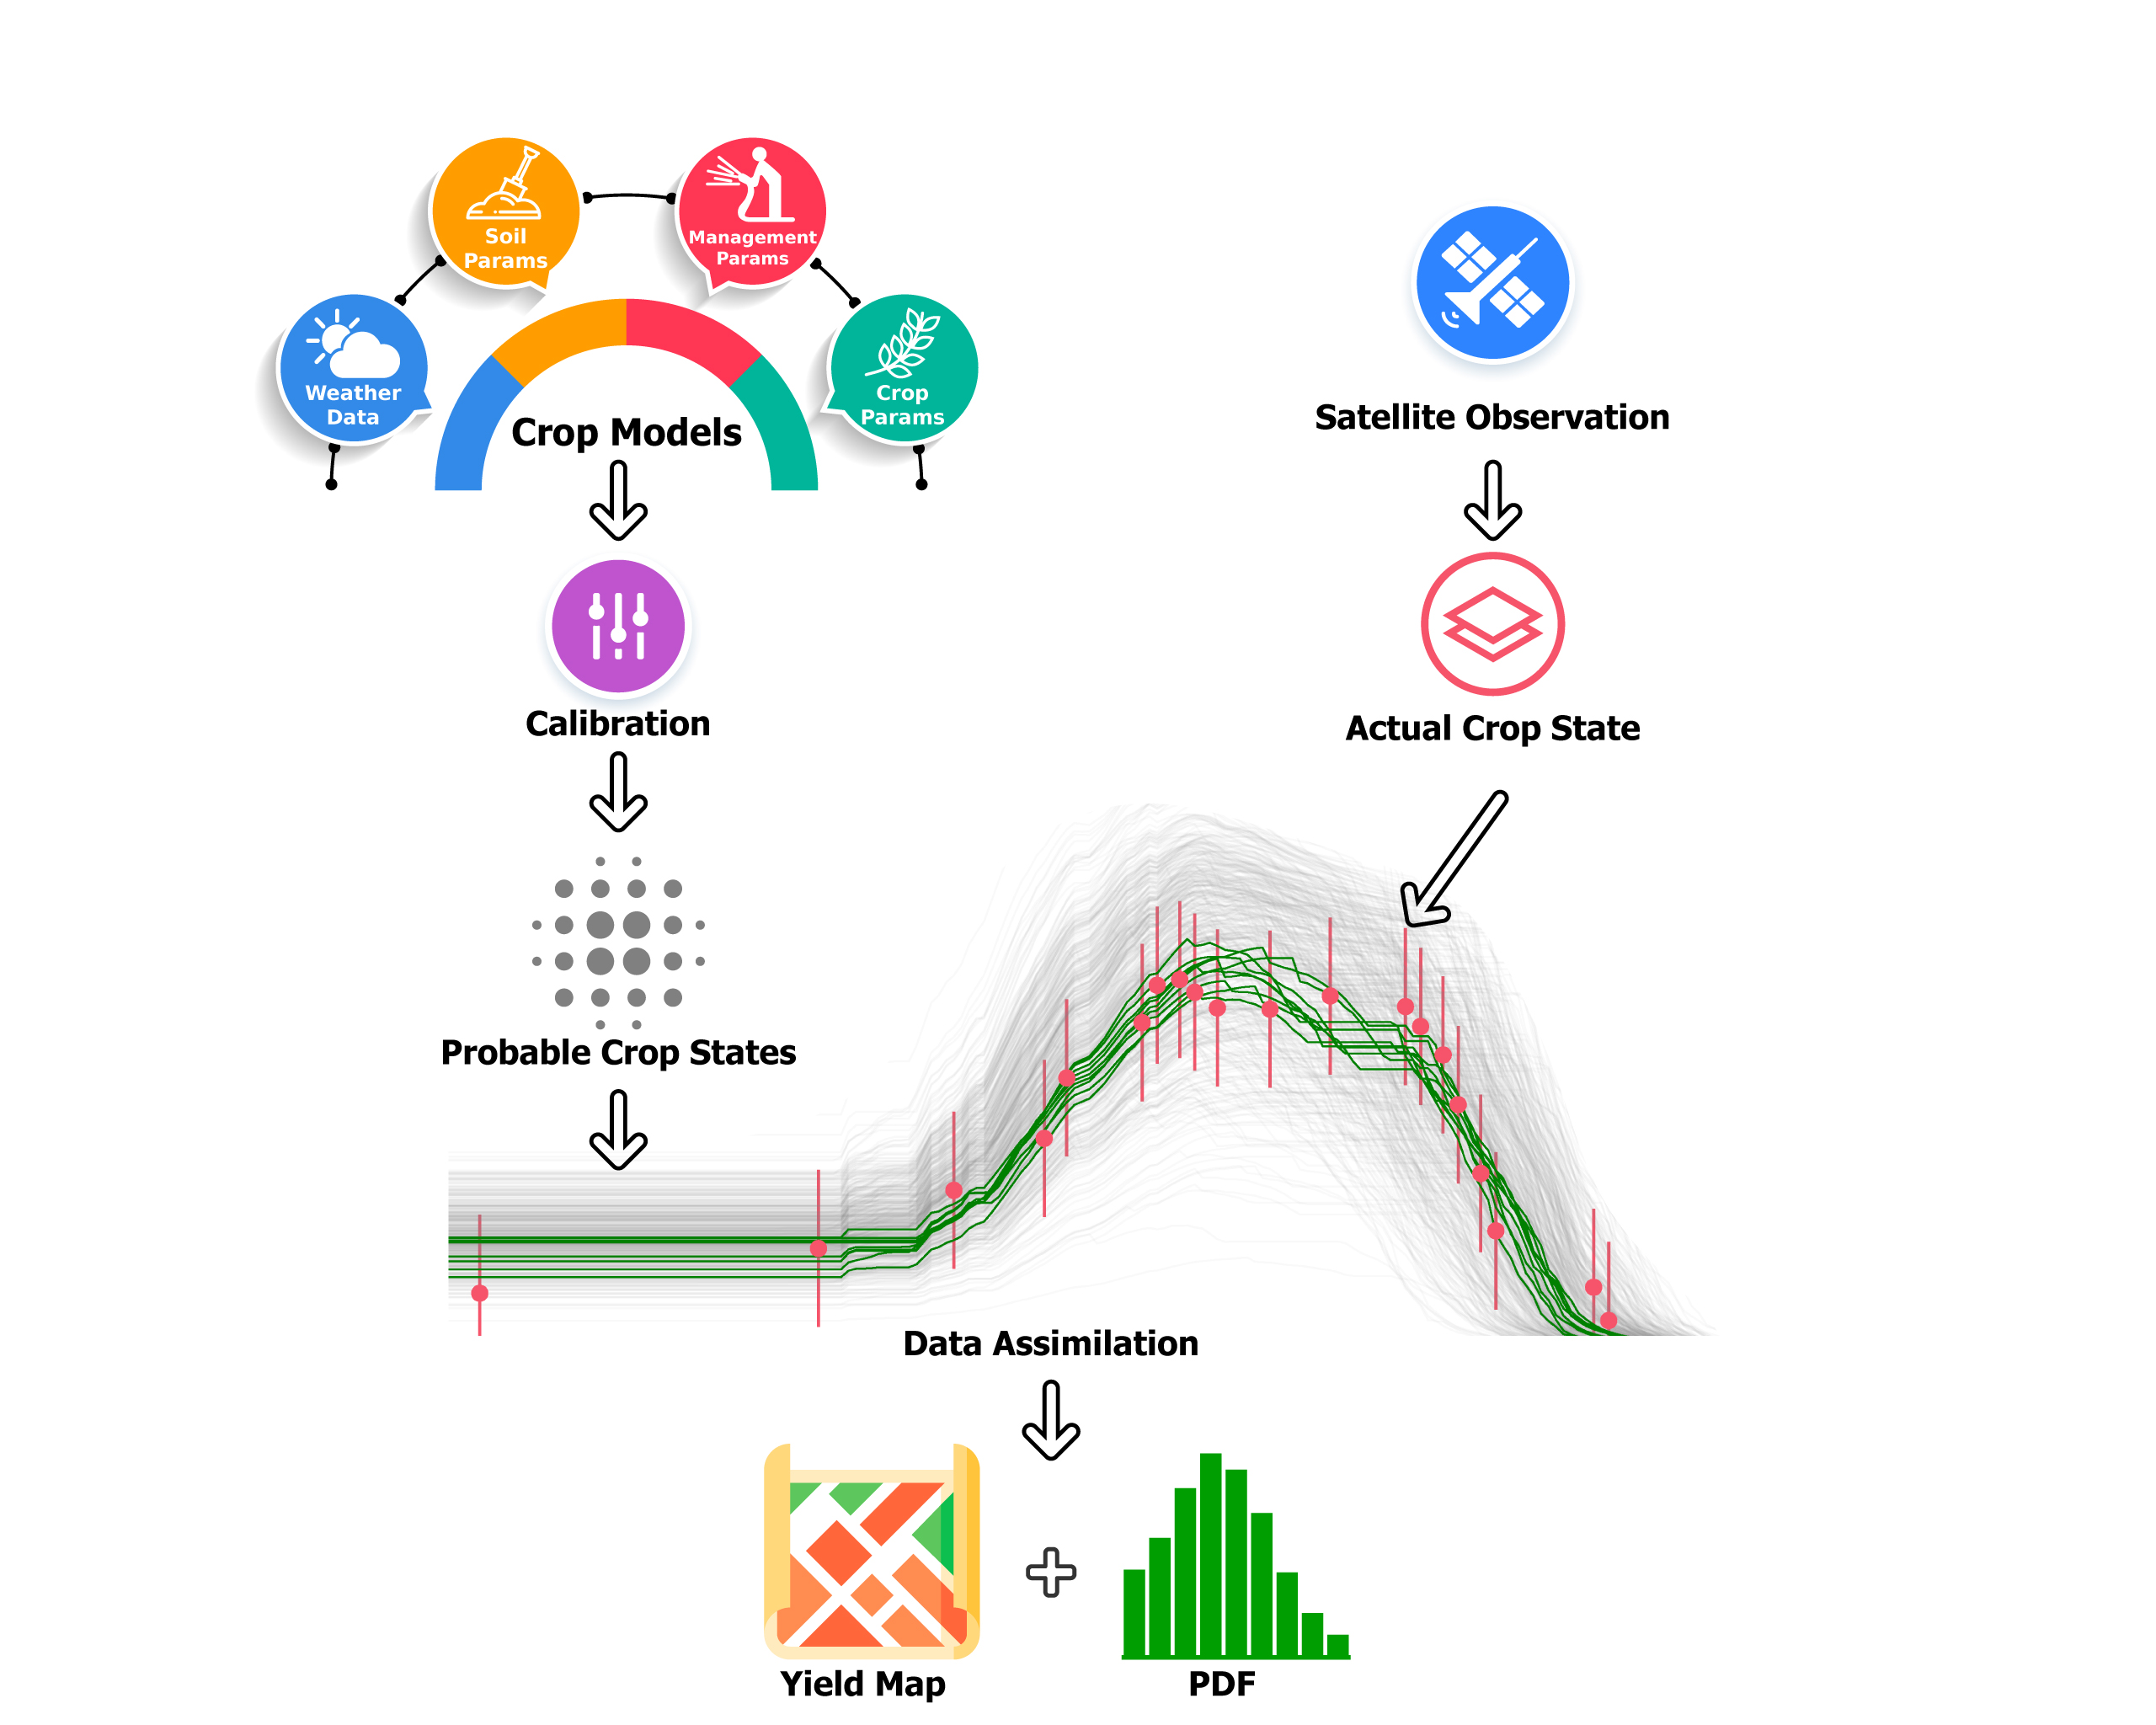 Soil
Params
Management
Params
Weather
Data
Crop
Params
Crop Models
Satellite Observation
Calibration
Actual Crop State
Probable Crop States
Data Assimilation
Yield Map
PDF